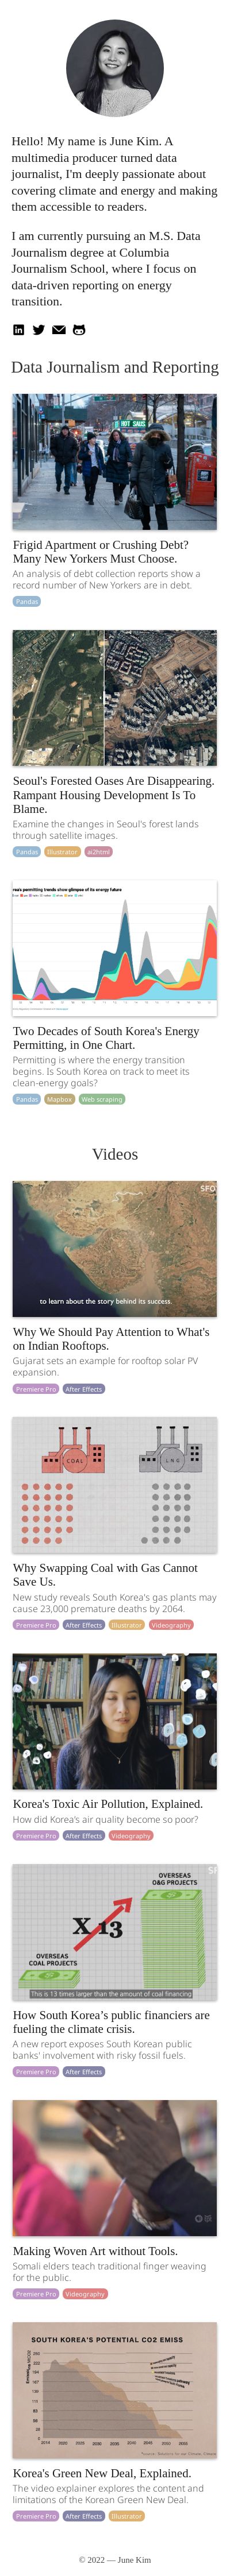 Hello! My name is June Kim. A
multimedia producer turned data
journalist, I'm deeply passionate about
covering climate and energy and making
them accessible to readers.
I am currently pursuing an M.S. Data
Journalism degree at Columbia
Journalism School, where I focus on
data-driven reporting on energy
transition.
in
Data Journalism and Reporting
HOT SUDS
Frigid Apartment or Crushing Debt?
Many New Yorkers Must Choose.
An analysis of debt collection reports show a
record number of New Yorkers are in debt.
Pandas
Seoul's Forested Oases Are Disappearing.
Rampant Housing Development Is To
Blame.
Examine the changes in Seoul's forest lands
through satellite images.
Pandas Illustrator ai2html
permitting trends show glimpse of its energy future
Two Decades of South Korea's Energy
Permitting, in One Chart.
Permitting is where the energy transition
begins. Is South Korea on track to meet its
clean-energy goals?
Pandas Mapbox Web scraping
Videos
SFO
to learn about the story behind its success.
Why We Should Pay Attention to What's
on Indian Rooftops.
Gujarat sets an example for rooftop solar PV
expansion.
Premiere Pro After Effects
COAL LNG
Why Swapping Coal with Gas Cannot
Save Us.
New study reveals South Korea's gas plants may
cause 23,000 premature deaths by 2064.
Premiere Pro After Effects Illustrator Videography
Korea's Toxic Air Pollution, Explained.
How did Korea's air quality become so poor?
Premiere Pro After Effects Videography
SF
OVERSEAS
O&G PROJECTS
X 13
OVERSEAS
COAL PROJECTS
This is 13 times larger than the amount of coal financing
How South Korea’s public financiers are
fueling the climate crisis.
A new report exposes South Korean public
banks' involvement with risky fossil fuels.
Premiere Pro After Effects
Making Woven Art without Tools.
Somali elders teach traditional finger weaving
for the public.
Premiere Pro Videography
SOUTH KOREA'S POTENTIAL CO2 EMISS
Korea's Green New Deal, Explained.
The video explainer explores the content and
limitations of the Korean Green New Deal.
Premiere Pro After Effects Illustrator
© 2022 — June Kim